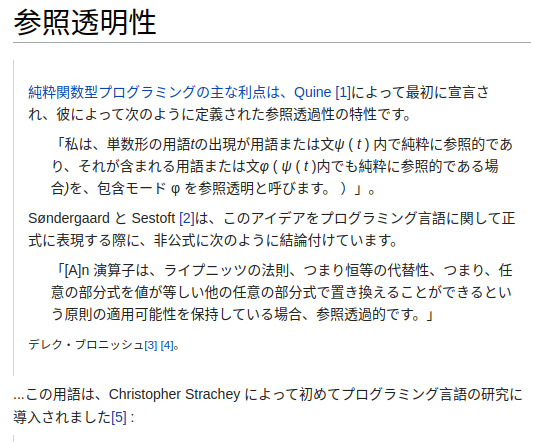 参照透明性
純粋関数型プログラミングの主な利点は、Quine [1]によって最初に宣言さ
れ、彼によって次のように定義された参照透過性の特性です。
「私は、単数形の用語tの出現が用語または文ψ ( t ) 内で純粋に参照的であ
り、それが含まれる用語または文φ ( ψ ( t )内でも純粋に参照的である場
合)を、包含モード φ を参照透明と呼びます。 ）」。
Søndergaard と Sestoft [2]は、このアイデアをプログラミング言語に関して正
式に表現する際に、非公式に次のように結論付けています。
「[A]n 演算子は、ライプニッツの法則、つまり恒等の代替性、つまり、任
意の部分式を値が等しい他の任意の部分式で置き換えることができるとい
う原則の適用可能性を保持している場合、参照透過的です。」
デレク・ブロニッシュ[3] [4]。
...この用語は、Christopher Strachey によって初めてプログラミング言語の研究に
導入されました[5] :